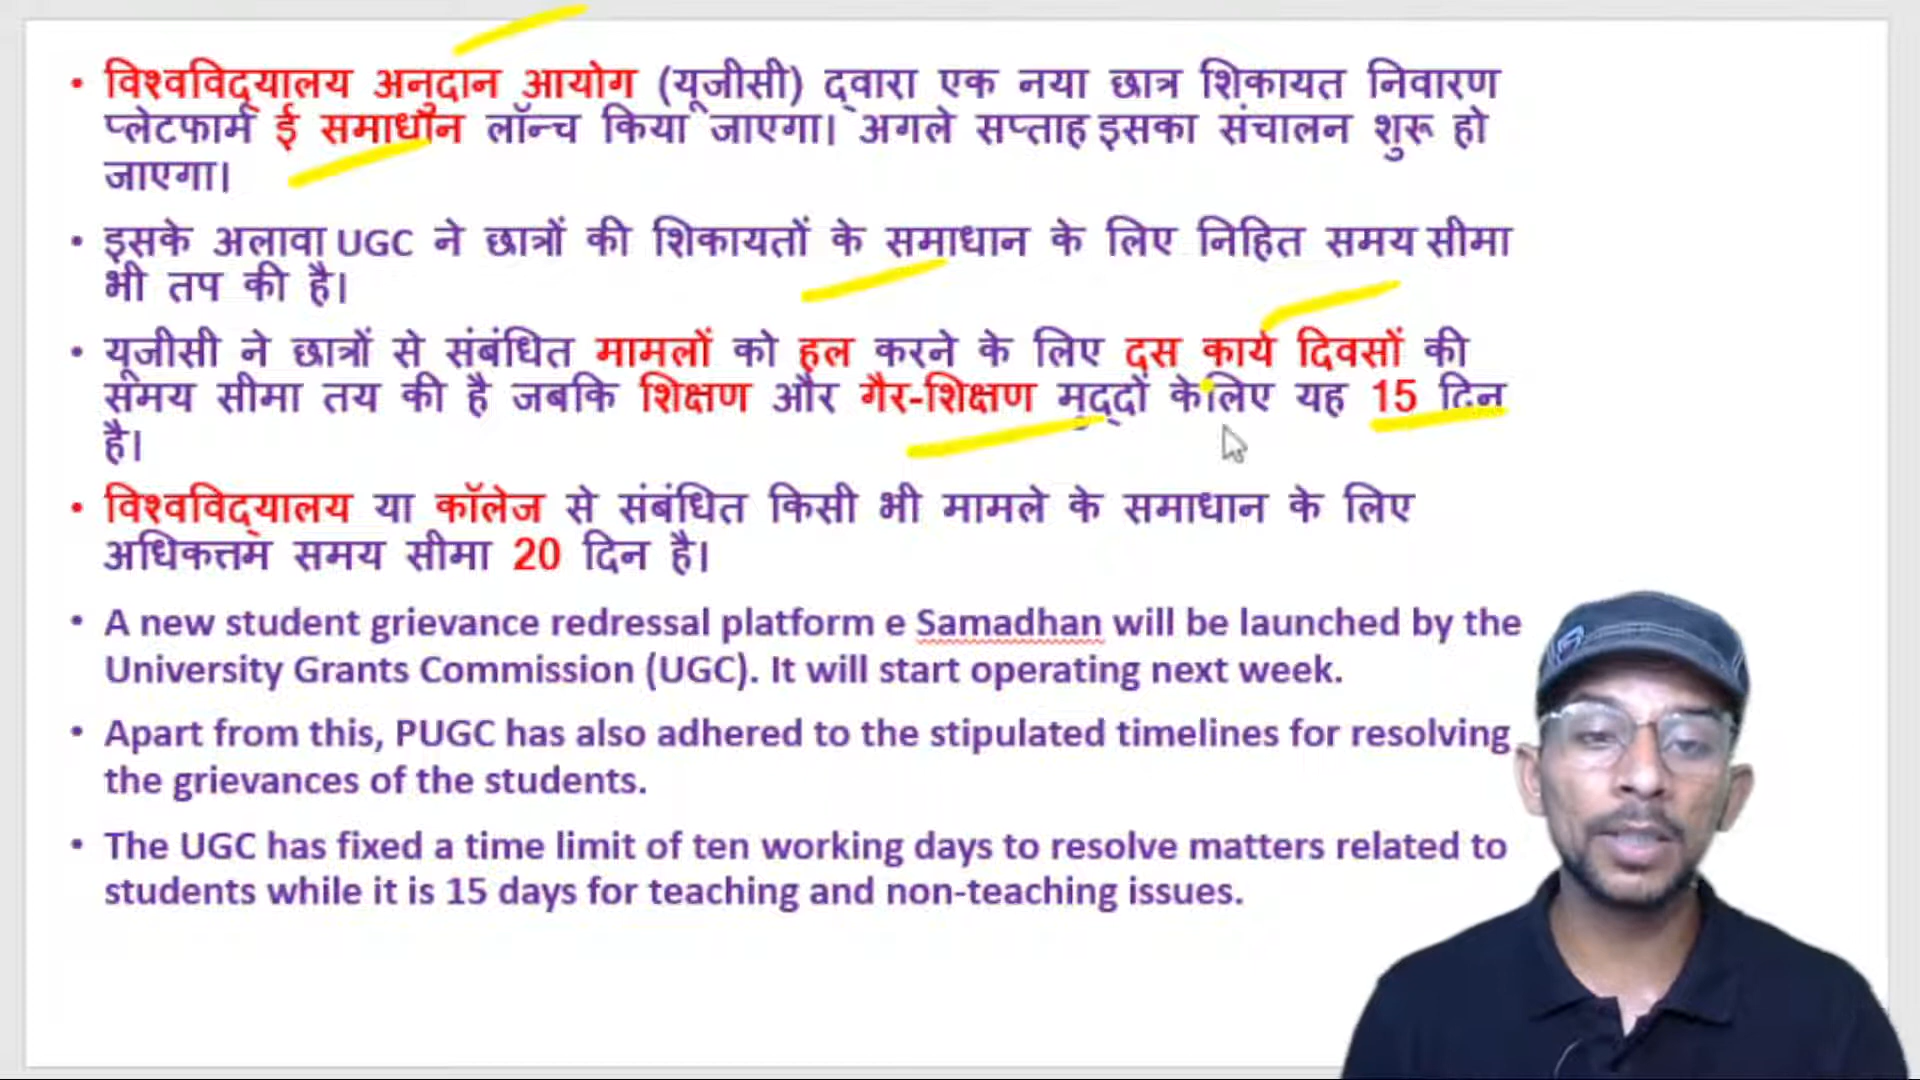 • विश्वविद्यालय अनुदान आयोग (यूजीसी) द्वारा एक नया छात्र शिकायत निवारण
प्लेटफार्म ई समाधान लॉन्च किया जाएगा। अगले सप्ताह इसका संचालन शुरू हो
जाएगा।
• इसके अलावा UGC ने छात्रों की शिकायतों के समाधान के लिए निहित समय सीमा
भी तप की है।
• यूजीसी ने छात्रों से संबंधित मामलों को हल करने के लिए दस कार्य दिवसों की
समय सीमा तय की है जबकि शिक्षण और गैर-शिक्षण मुद्दों के लिए यह 15 दिन
है।
• विश्वविद्यालय या कॉलेज से संबंधित किसी भी मामले के समाधान के लिए
अधिकत्तम समय सीमा 20 दिन है।
• A new student grievance redressal platform e Samadhan will be launched by the
University Grants Commission (UGC). It will start operating next week.
• Apart from this, PUGC has also adhered to the stipulated timelines for resolving
the grievances of the students.
• The UGC has fixed a time limit of ten working days to resolve matters related to
students while it is 15 days for teaching and non-teaching issues.